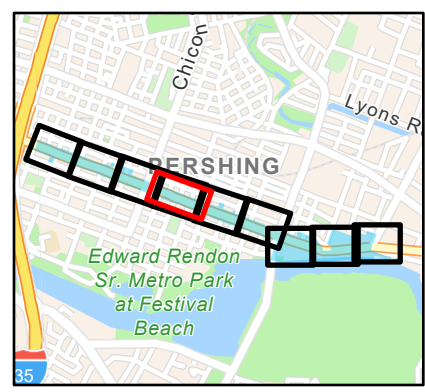 Chicon
Lyons R
PERSHING
Edward Rendon
Sr. Metro Park
at Festival
Beach
35